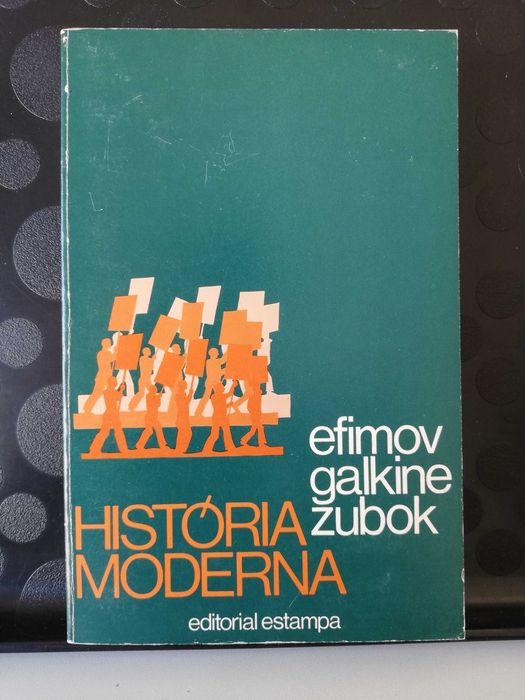 efimov
galkine
zubok
HISTÓRIA
MODERNA
editorial estampa